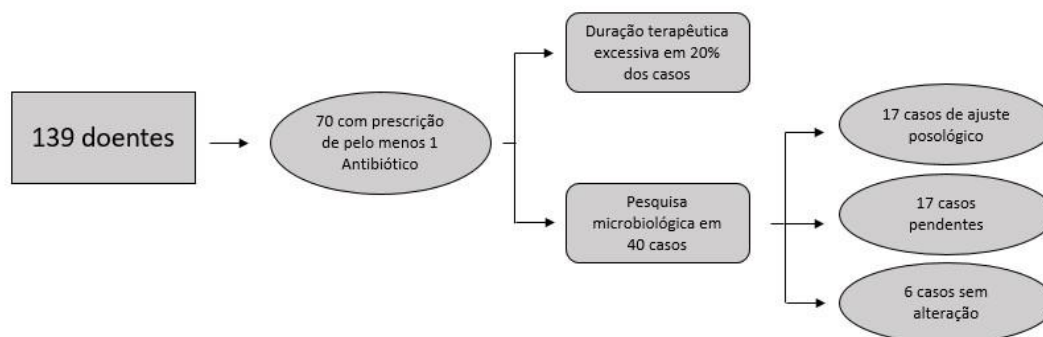 139 doentes
70 com prescrição
de pelo menos 1
Antibiótico
Duração terapêutica
excessiva em 20%
dos casos
Pesquisa
microbiológica em
40 casos
17 casos de ajuste
posológico
17 casos
pendentes
6 casos sem
alteração